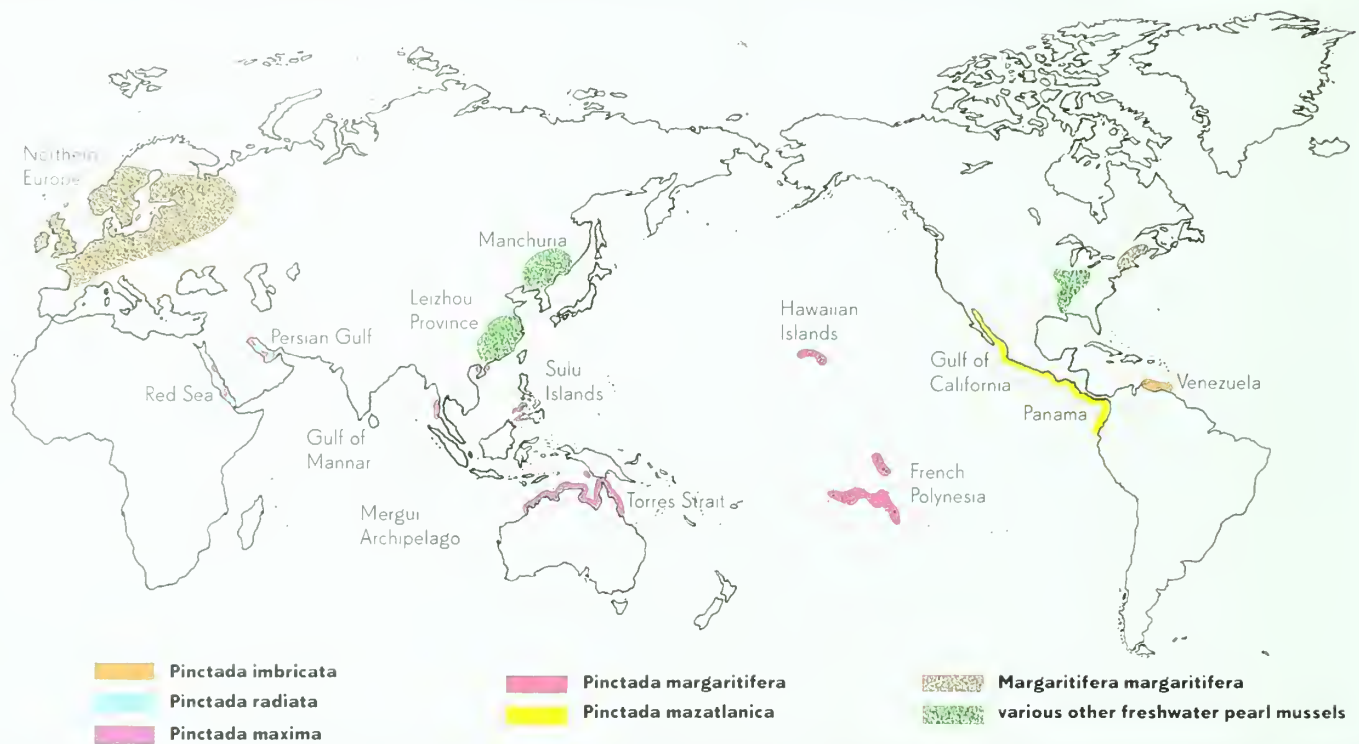 Northern
Europe
Manchuria
Leizhou
Province
Persian Gulf
Red Sea
Sulu
Islands
Gulf of
Mannar
Mergui
Archipelago
Torres Strait
Hawaiian
Islands
French
Polynesia
Gulf of
California
Panama
Venezuela
Pinctada imbricata
Pinctada radiata
Pinctada maxima
Pinctada margaritifera
Pinctada mazatlanica
Margaritifera margaritifera
various other freshwater pearl mussels